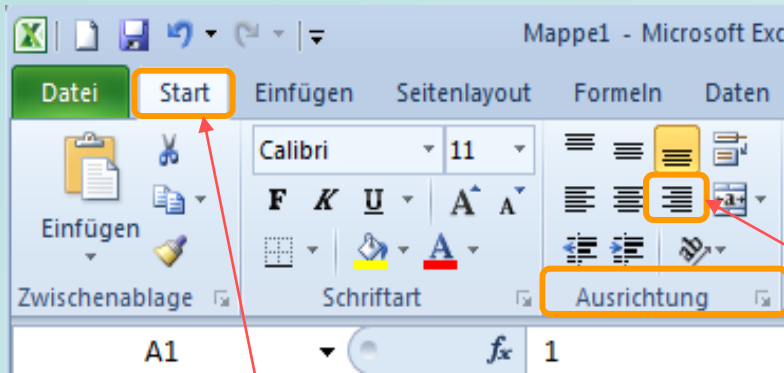 Mappe1 - Microsoft Exc
Datei Start Einfügen Seitenlayout Formeln Daten
Calibri 11
F K U A A
Einfügen
A
Zwischenablage Schriftart Ausrichtung
A1 fx 1